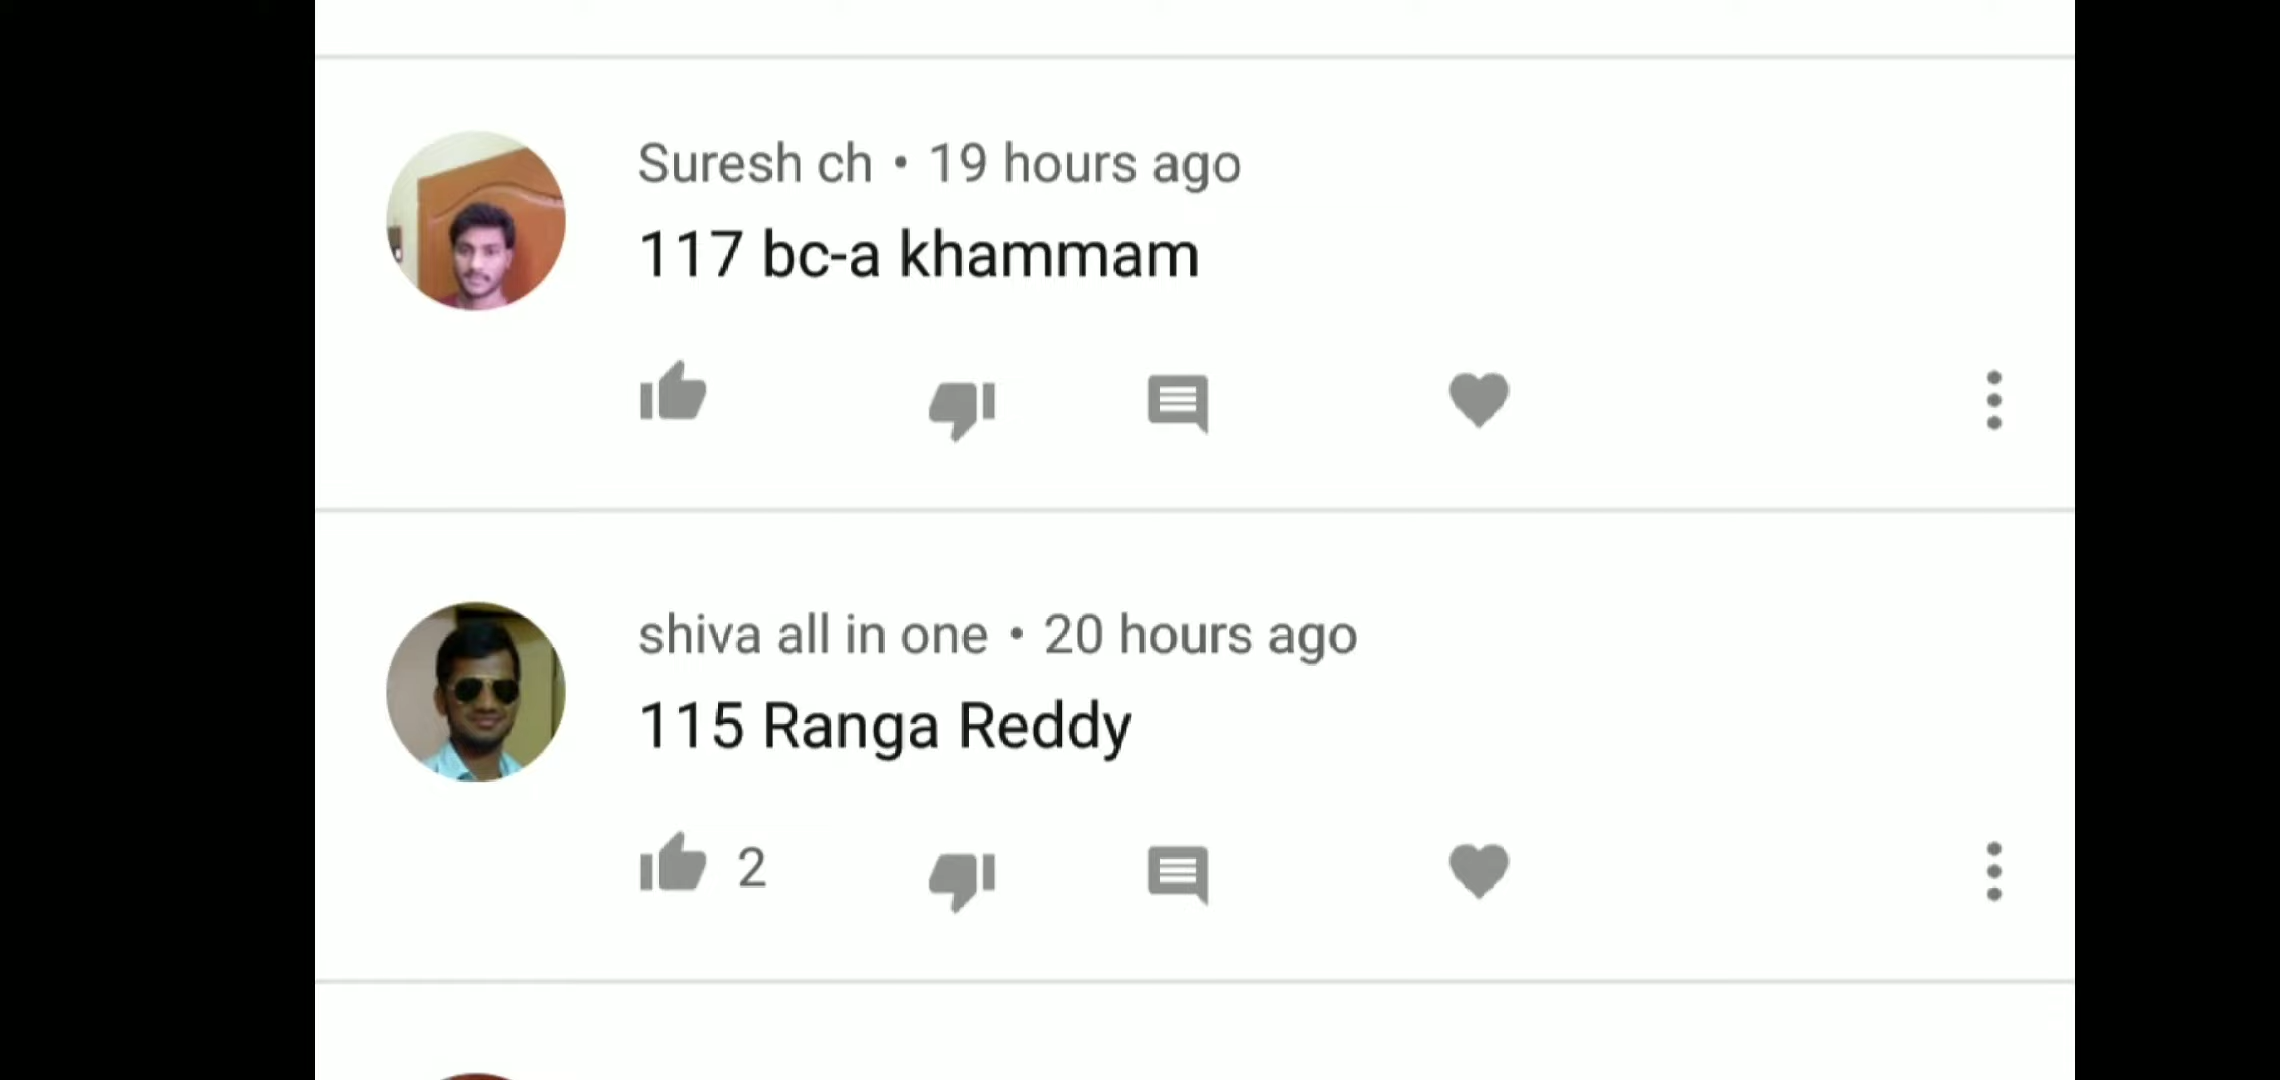 Suresh ch • 19 hours ago
117 bc-a khammam
shiva all in one • 20 hours ago
115 Ranga Reddy
2